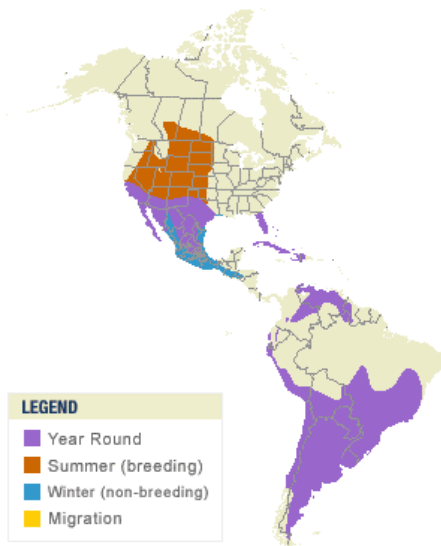 LEGEND
Year Round
Summer (breeding)
Winter (non-breeding)
Migration